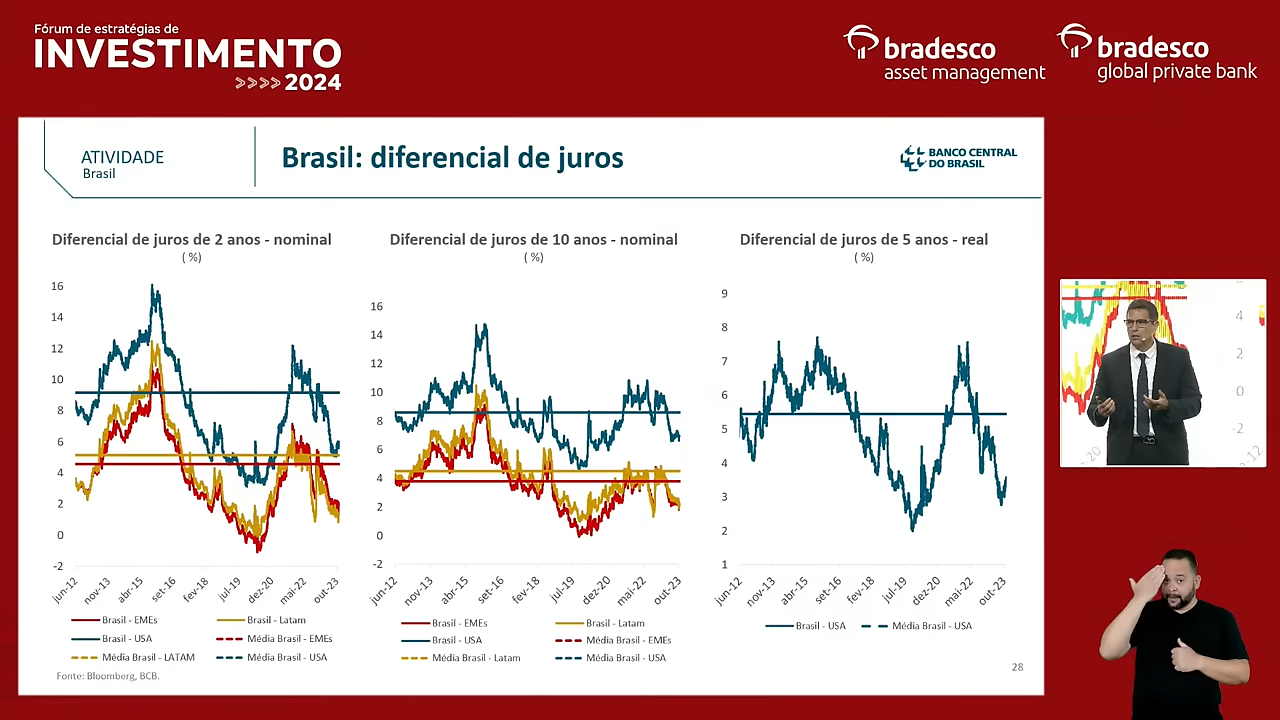 Fórum de estratégias de
INVESTIMENTO
>>>> 2024
bradesco
asset management
bradesco
global private bank
ATIVIDADE
Brasil
Brasil: diferencial de juros
BANCO CENTRAL
DO BRASIL
Diferencial de juros de 2 anos - nominal
( %)
16
14
12
10
8
6
4
2
0
-2
jun-12
nov-13
abr-15
set-16
fev-18
jul-19
dez-20
mai-22
out-23
Brasil - EMEs
Brasil - Latam
Brasil - USA
Média Brasil - EMEs
Média Brasil - LATAM
Média Brasil - USA
Fonte: Bloomberg, BCB.
Diferencial de juros de 10 anos - nominal
( %)
16
14
12
10
8
6
4
2
0
-2
jun-12
nov-13
abr-15
set-16
fev-18
jul-19
dez-20
mai-22
out-23
Brasil - EMEs
Brasil - Latam
Brasil - USA
Média Brasil - EMEs
Média Brasil - Latam
Média Brasil - USA
Diferencial de juros de 5 anos - real
( %)
9
8
7
6
5
4
3
2
1
jun-12
nov-13
abr-15
set-16
fev-18
jul-19
dez-20
mai-22
out-23
Brasil - USA
Média Brasil - USA
28
4
2
0
-2